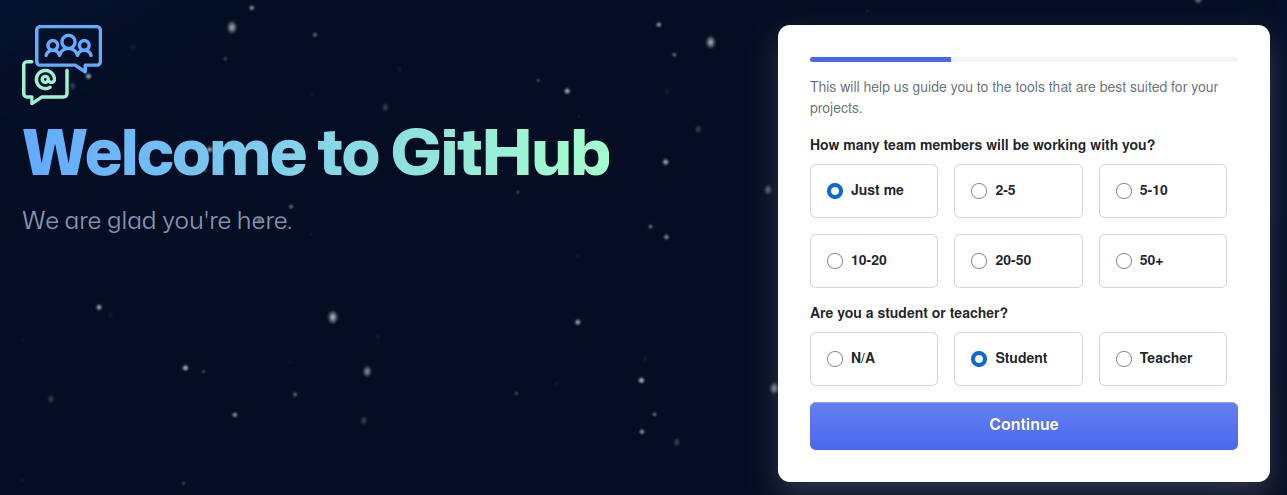 @
Welcome to GitHub
We are glad you're here.
This will help us guide you to the tools that are best suited for your
projects.
How many team members will be working with you?
Just me
2-5
5-10
10-20
20-50
50+
Are you a student or teacher?
N/A
Student
Teacher
Continue